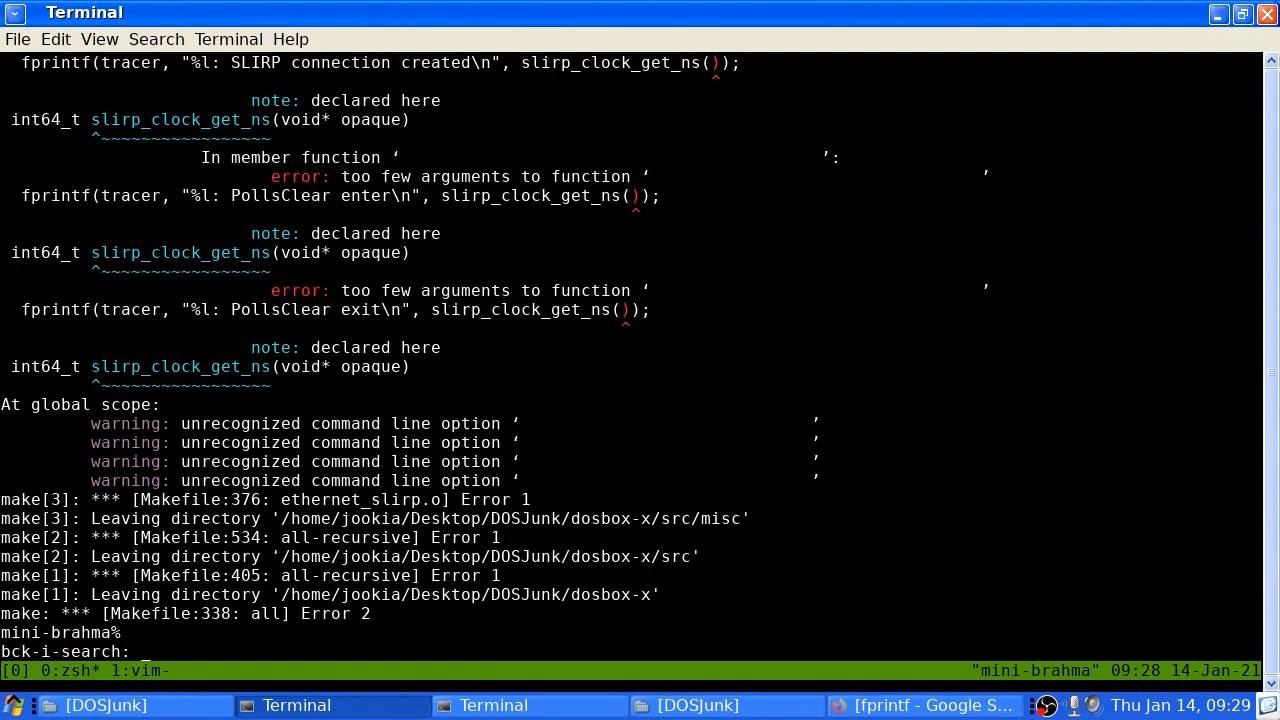 Terminal
File Edit View Search Terminal Help
fprintf(tracer, "%l: SLIRP connection created\n", slirp_clock_get_ns());
^
note: declared here
int64_t slirp_clock_get_ns(void* opaque)
^~~~~~~~~~~~~~~~~~
In member function ‘ ’:
error: too few arguments to function ‘ ’
fprintf(tracer, "%l: PollsClear enter\n", slirp_clock_get_ns());
^
note: declared here
int64_t slirp_clock_get_ns(void* opaque)
^~~~~~~~~~~~~~~~~~
error: too few arguments to function ‘ ’
fprintf(tracer, "%l: PollsClear exit\n", slirp_clock_get_ns());
^
note: declared here
int64_t slirp_clock_get_ns(void* opaque)
^~~~~~~~~~~~~~~~~~
At global scope:
warning: unrecognized command line option ‘ ’
warning: unrecognized command line option ‘ ’
warning: unrecognized command line option ‘ ’
warning: unrecognized command line option ‘ ’
make[3]: *** [Makefile:376: ethernet_slirp.o] Error 1
make[3]: Leaving directory '/home/jookia/Desktop/DOSJunk/dosbox-x/src/misc'
make[2]: *** [Makefile:534: all-recursive] Error 1
make[2]: Leaving directory '/home/jookia/Desktop/DOSJunk/dosbox-x/src'
make[1]: *** [Makefile:405: all-recursive] Error 1
make[1]: Leaving directory '/home/jookia/Desktop/DOSJunk/dosbox-x'
make: *** [Makefile:338: all] Error 2
mini-brahma%
bck-i-search: _
[0] 0:zsh* 1:vim- "mini-brahma" 09:28 14-Jan-21
[DOSJunk] Terminal Terminal [DOSJunk] [fprintf - Google S... Thu Jan 14, 09:29